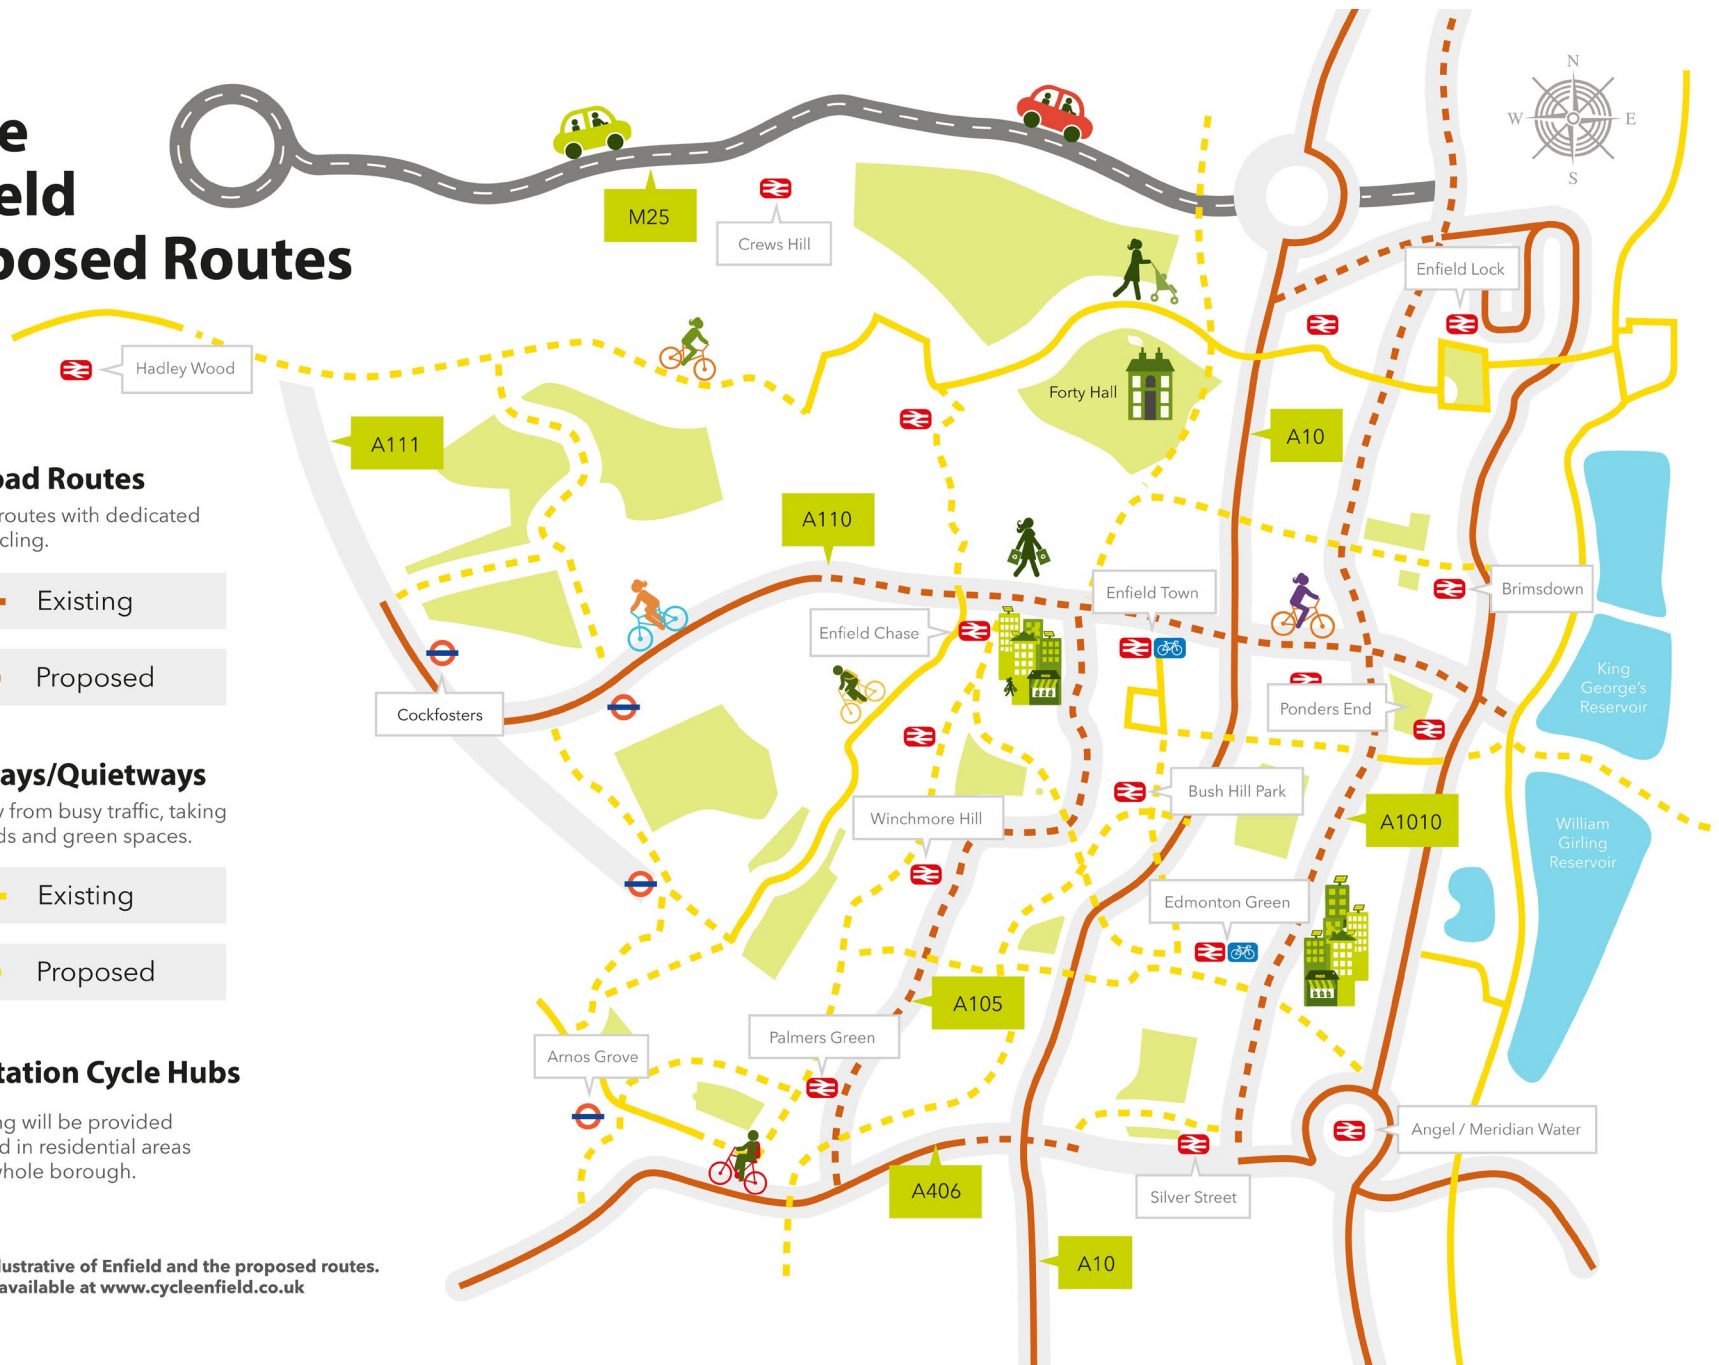 e
eld
posed Routes
oad Routes
routes with dedicated
cling.
Existing
Proposed
ays/Quietways
y from busy traffic, taking
ds and green spaces.
Existing
Proposed
tation Cycle Hubs
ng will be provided
d in residential areas
whole borough.
lustrative of Enfield and the proposed routes.
available at www.cycleenfield.co.uk
N
W
E
S
M25
Crews Hill
Enfield Lock
Hadley Wood
Forty Hall
A111
A10
A110
Enfield Town
Brimsdown
Enfield Chase
King
George's
Reservoir
Cockfosters
Ponders End
Bush Hill Park
Winchmore Hill
A1010
William
Girling
Reservoir
Edmonton Green
A105
Palmers Green
Arnos Grove
Angel / Meridian Water
A406
Silver Street
A10